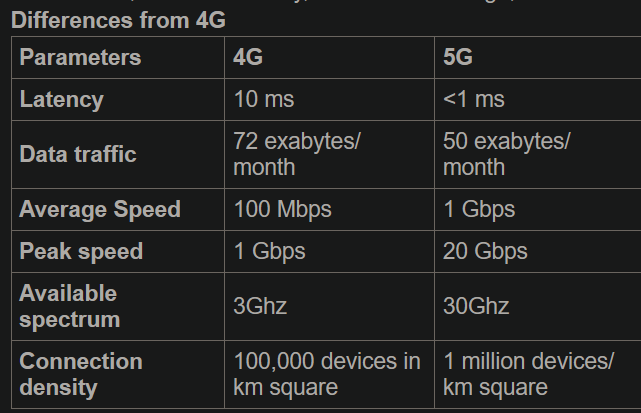 Differences from 4G
Parameters 4G 5G
Latency 10 ms <1 ms
Data traffic 72 exabytes/ month 50 exabytes/ month
Average Speed 100 Mbps 1 Gbps
Peak speed 1 Gbps 20 Gbps
Available spectrum 3Ghz 30Ghz
Connection density 100,000 devices in km square 1 million devices/ km square